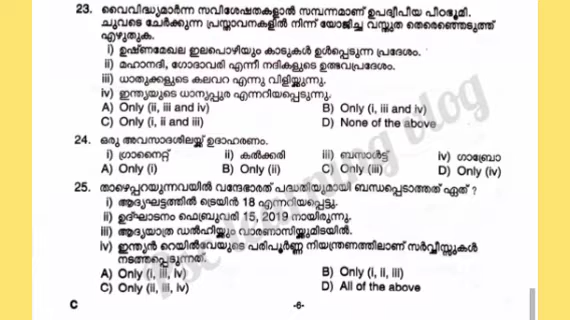 23. വൈവിദ്ധ്യമാർന്ന സവിശേഷതകളാൽ സമ്പന്നമാണ് ഉപദ്വീപീയ പീഠഭൂമി.
ചുവടെ ചേർക്കുന്ന പ്രസ്താവനകളിൽ നിന്ന് യോജിച്ച വസ്തുത തെരഞ്ഞെടുത്ത്
എഴുതുക.
i) ഉഷ്ണമേഖല ഇലപൊഴിയും കാടുകൾ ഉൾപ്പെടുന്ന പ്രദേശം.
ii) മഹാനദി, ഗോദാവരി എന്നീ നദികളുടെ ഉത്ഭവപ്രദേശം.
iii) ധാതുക്കളുടെ കലവറ എന്നു വിളിയ്ക്കുന്നു.
iv) ഇന്ത്യയുടെ ധാന്യപ്പുര എന്നറിയപ്പെടുന്നു.
A) Only (ii, iii and iv) B) Only (i, iii and iv)
C) Only (i, ii and iii) D) None of the above
24. ഒരു അവസാദശിലയ്ക്ക് ഉദാഹരണം.
i) ഗ്രാനൈറ്റ് ii) കൽക്കരി iii) ബസാൾട്ട് iv) ഗാബ്രോ
A) Only (i) B) Only (ii) C) Only (iii) D) Only (iv)
25. താഴെപ്പറയുന്നവയിൽ വന്ദേഭാരത് പദ്ധതിയുമായി ബന്ധപ്പെടാത്തത് ഏത് ?
i) ആദ്യഘട്ടത്തിൽ ട്രെയിൻ 18 എന്നറിയപ്പെട്ടു.
ii) ഉദ്ഘാടനം ഫെബ്രുവരി 15, 2019 നായിരുന്നു.
iii) ആദ്യയാത്ര ഡൽഹിയ്ക്കും വാരണാസിയ്ക്കുമിടയിൽ.
iv) ഇന്ത്യൻ റെയിൽവേയുടെ പരിപൂർണ്ണ നിയന്ത്രണത്തിലാണ് സർവ്വീസ്സുകൾ
നടത്തപ്പെടുന്നത്.
A) Only (i, iii, iv) B) Only (i, ii, iii)
C) Only (ii, iii, iv) D) All of the above
C -6-